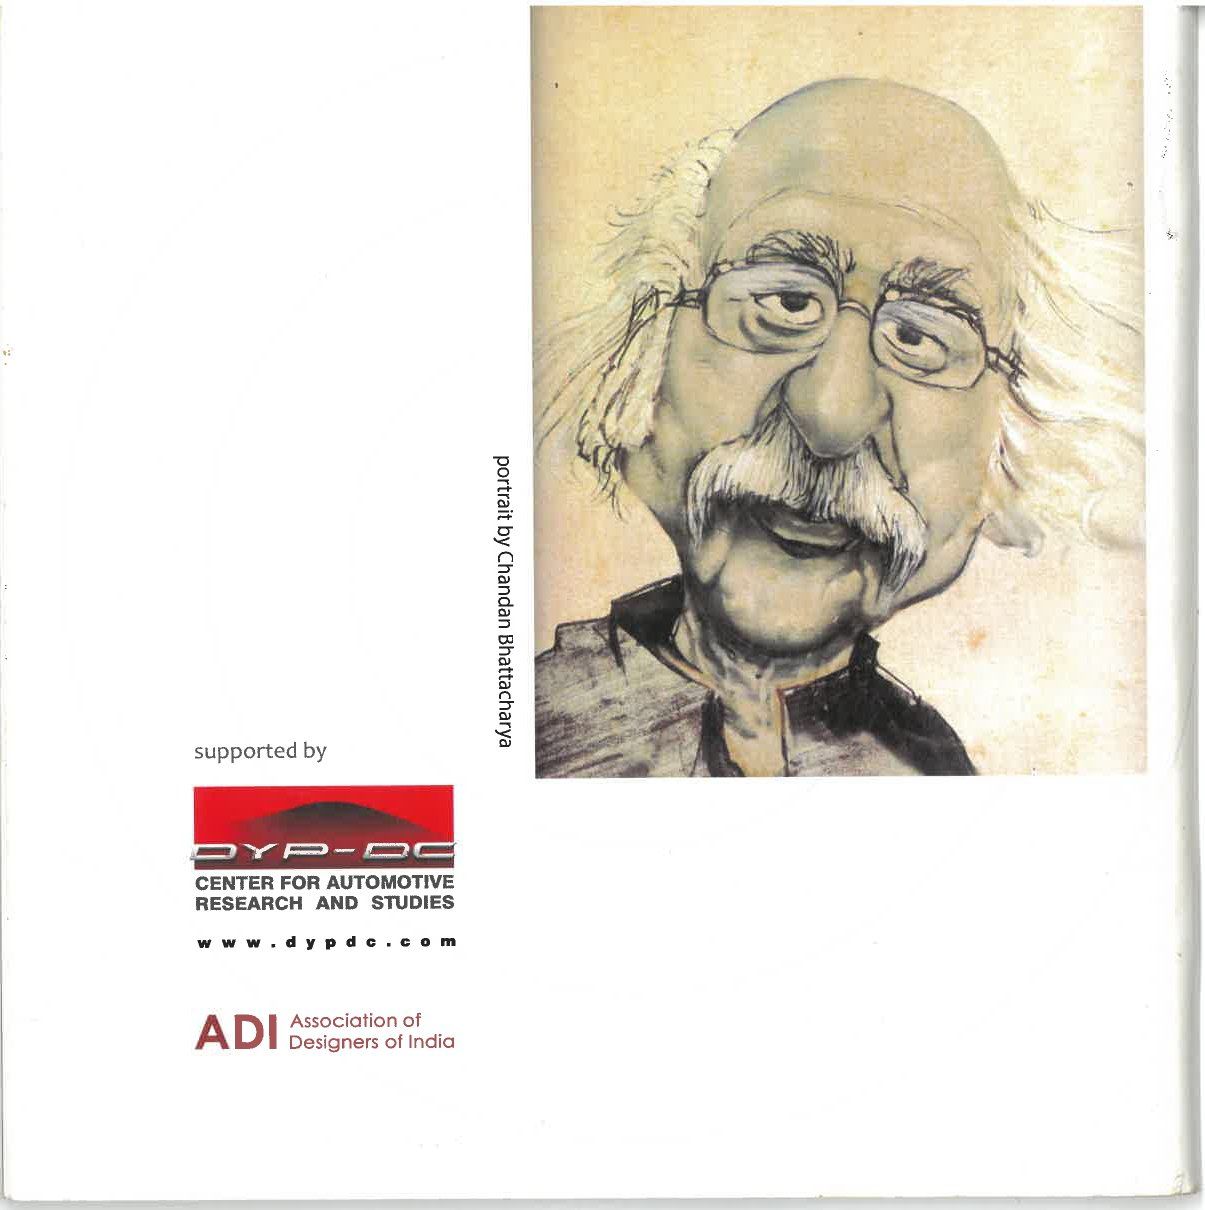 portrait by Chandan Bhattacharya
supported by
DYP-DC
CENTER FOR AUTOMOTIVE
RESEARCH AND STUDIES
www.dypdc.com
ADI Association of
Designers of India